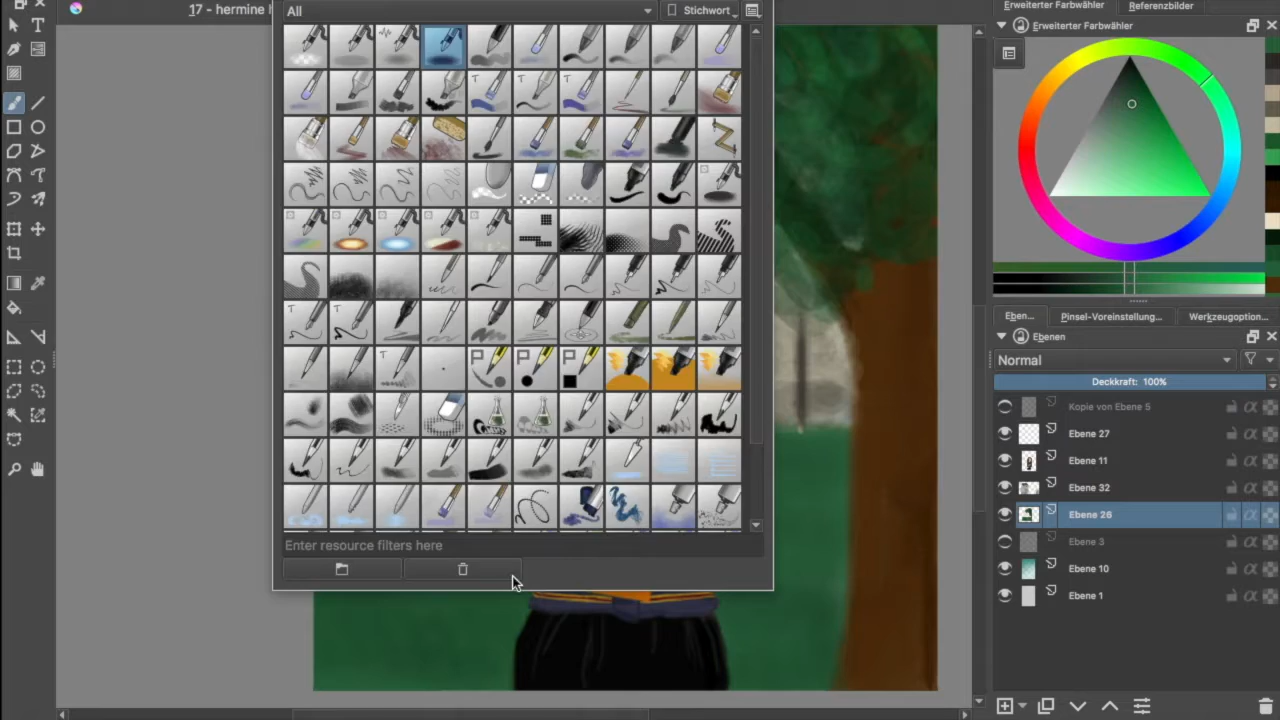 17 - hermine
All
Stichwort
T
T
T
T
T
T
T
T
P
P
P
Enter resource filters here
Erweiterter Farbwähler
Referenzbilder
Erweiterter Farbwähler
Eben...
Pinsel-Voreinstellung...
Werkzeugoption...
Ebenen
Normal
Deckkraft: 100%
Kopie von Ebene 5
Ebene 27
Ebene 11
Ebene 32
Ebene 26
Ebene 3
Ebene 10
Ebene 1